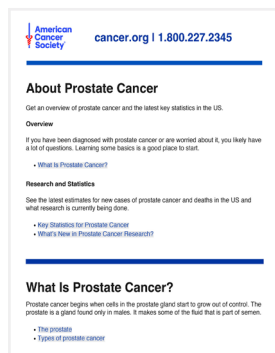 American
Cancer
Society
cancer.org | 1.800.227.2345
About Prostate Cancer
Get an overview of prostate cancer and the latest key statistics in the US.
Overview
If you have been diagnosed with prostate cancer or are worried about it, you likely have
a lot of questions. Learning some basics is a good place to start.
• What Is Prostate Cancer?
Research and Statistics
See the latest estimates for new cases of prostate cancer and deaths in the US and
what research is currently being done.
• Key Statistics for Prostate Cancer
• What's New in Prostate Cancer Research?
What Is Prostate Cancer?
Prostate cancer begins when cells in the prostate gland start to grow out of control. The
prostate is a gland found only in males. It makes some of the fluid that is part of semen.
• The prostate
• Types of prostate cancer